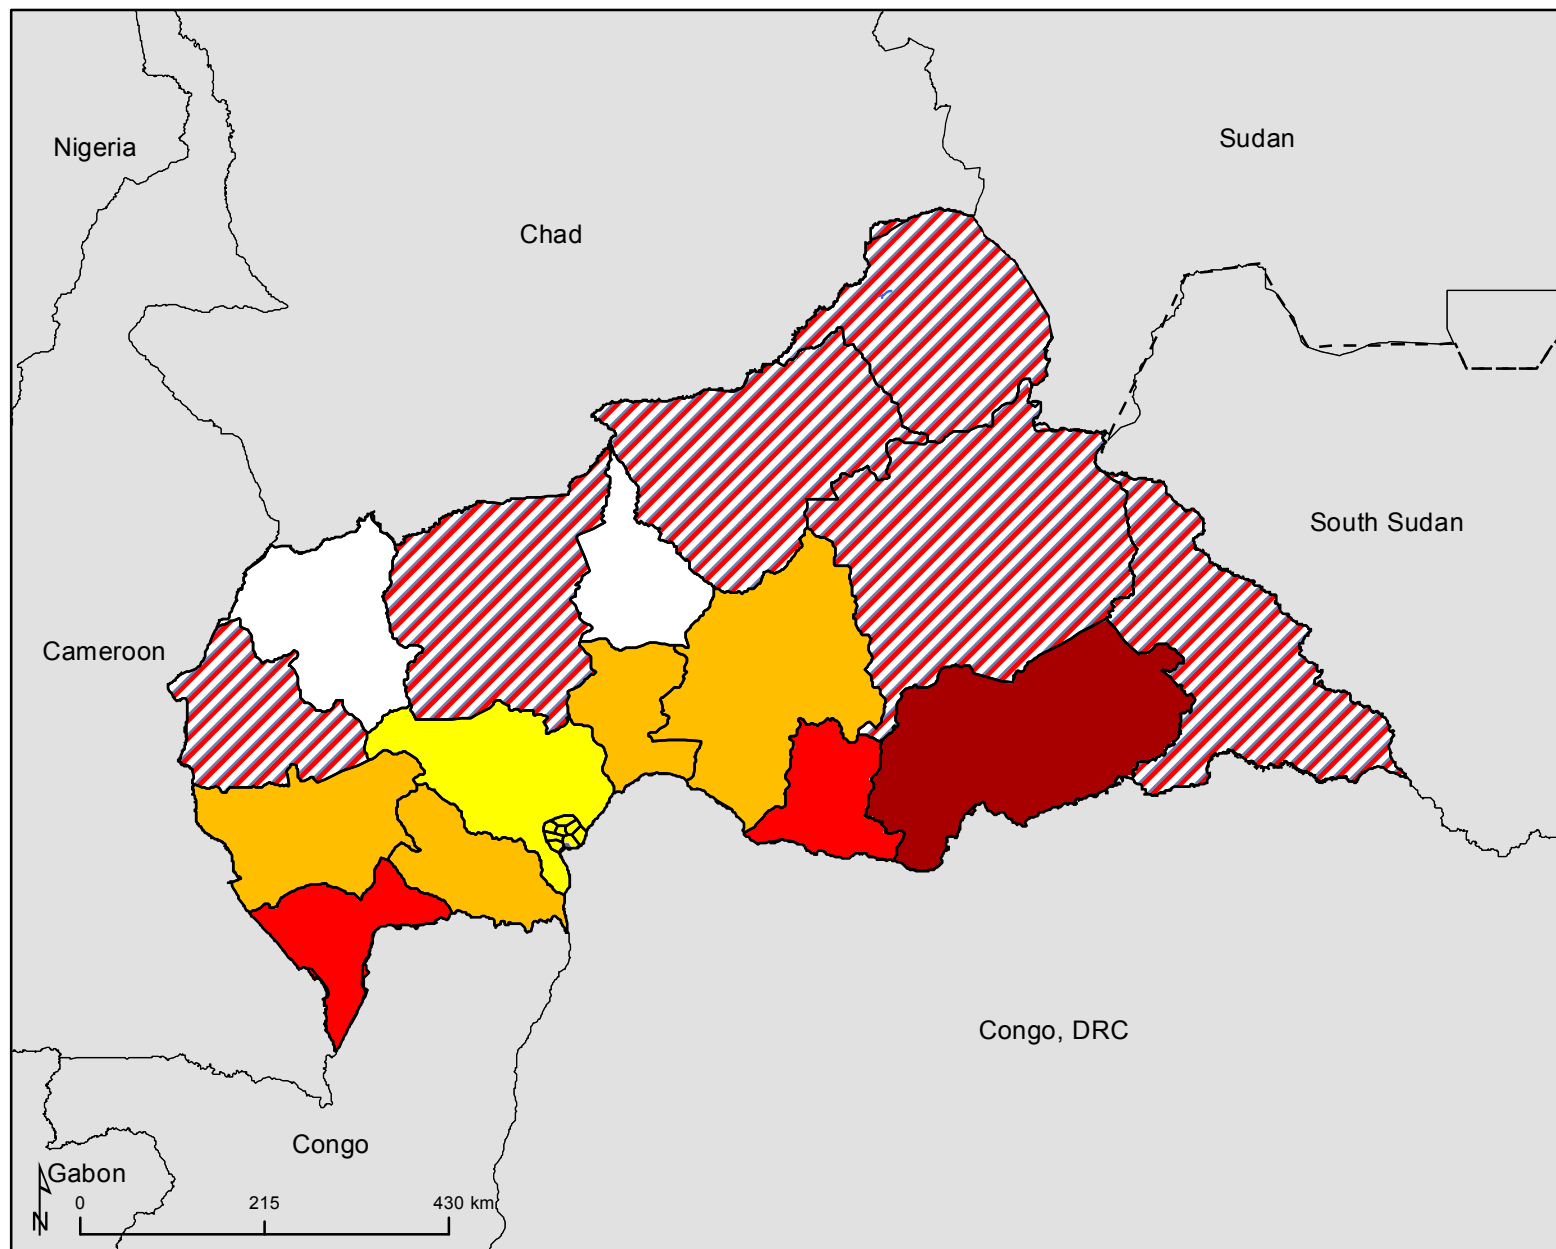 Sudan
Nigeria
Chad
South Sudan
Cameroon
Congo, DRC
Congo
Gabon
0
215
430 km
N